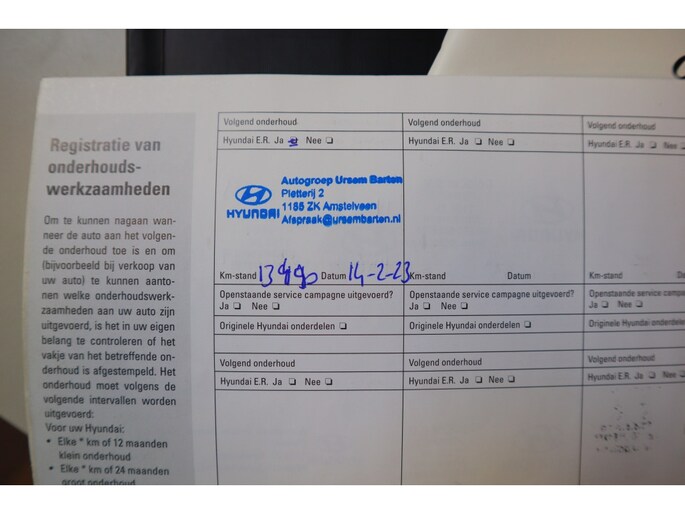 Registratie van
onderhouds-
werkzaamheden
Om te kunnen nagaan wan-
neer de auto aan het volgen-
de onderhoud toe is en om
(bijvoorbeeld bij verkoop van
uw auto) te kunnen aanto-
nen welke onderhoudswerk-
zaamheden aan uw auto zijn
uitgevoerd, is het in uw eigen
belang te controleren of het
vakje van het betreffende on-
derhoud is afgestempeld. Het
onderhoud moet volgens de
volgende intervallen worden
uitgevoerd:
Voor uw Hyundai:
• Elke * km of 12 maanden
klein onderhoud
• Elke * km of 24 maanden
groot onderhoud
Volgend onderhoud
Hyundai E.R. Ja ❏ Nee ❏
HYUNDAI
Autogroep Ursem Barten
Pletterij 2
1185 ZK Amstelveen
Afspraak@ursembarten.nl
Km-stand Datum 14-2-23
Openstaande service campagne uitgevoerd?
Ja ❏ Nee ❏
Originele Hyundai onderdelen ❏
Volgend onderhoud
Hyundai E.R. Ja ❏ Nee ❏
Volgend onderhoud
Hyundai E.R. Ja ❏ Nee ❏
Km-stand Datum
Openstaande service campagne uitgevoerd?
Ja ❏ Nee ❏
Originele Hyundai onderdelen ❏
Volgend onderhoud
Hyundai E.R. Ja ❏ Nee ❏
Volgend onderhoud
Hyundai E.R. Ja ❏ Nee
Km-stand Datum
Openstaande service
Ja ❏ Nee ❏
Originele Hyundai
Volgend onderhoud
Hyundai E.R. Ja ❏ Nee